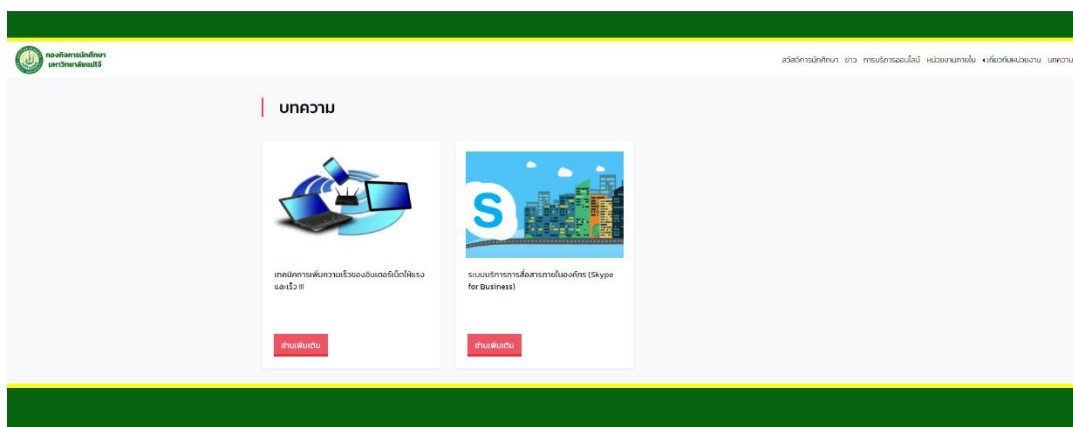 กองกิจการนักศึกษา
มหาวิทยาลัยแม่โจ้
สวัสดิการนักศึกษา ข่าว การบริการออนไลน์ หน่วยงานภายใน เกี่ยวกับหน่วยงาน บทความ
บทความ
เทคนิคการเพิ่มความเร็วของอินเตอร์เน็ตให้แรง
และเร็ว !!!
อ่านเพิ่มเติม
S
ระบบบริการการสื่อสารภายในองค์กร (Skype
for Business)
อ่านเพิ่มเติม